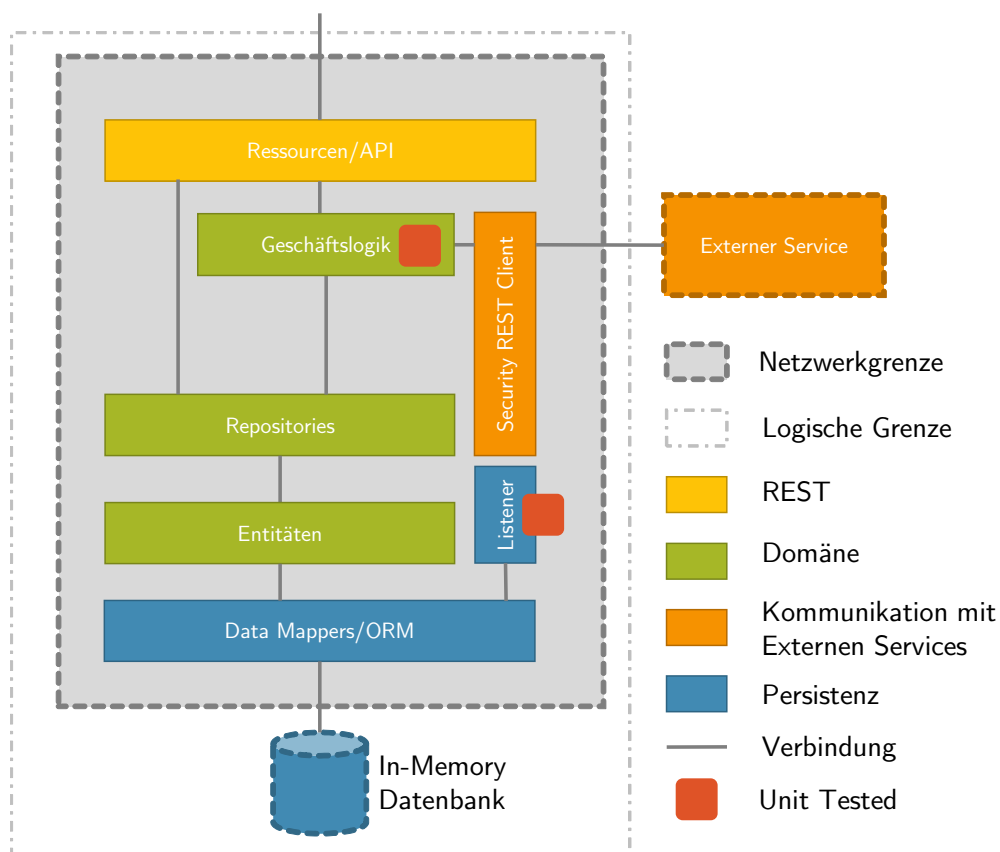 Ressourcen/API
Geschäftslogik
Security REST Client
Externer Service
Repositories
Listener
Entitäten
Data Mappers/ORM
In-Memory
Datenbank
Netzwerkgrenze
Logische Grenze
REST
Domäne
Kommunikation mit
Externen Services
Persistenz
Verbindung
Unit Tested